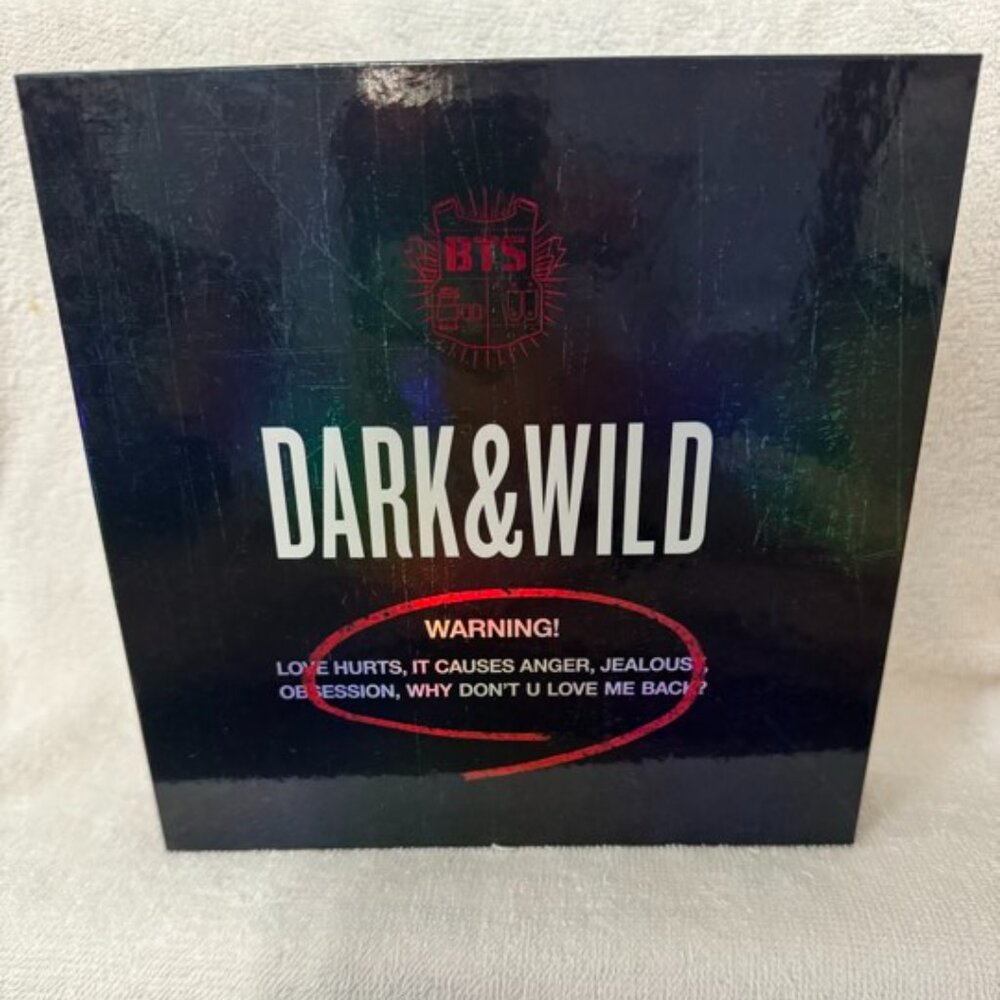 BTS
DARK&WILD
WARNING!
LOVE HURTS, IT CAUSES ANGER, JEALOUSY,
OBSESSION, WHY DON'T U LOVE ME BACK?